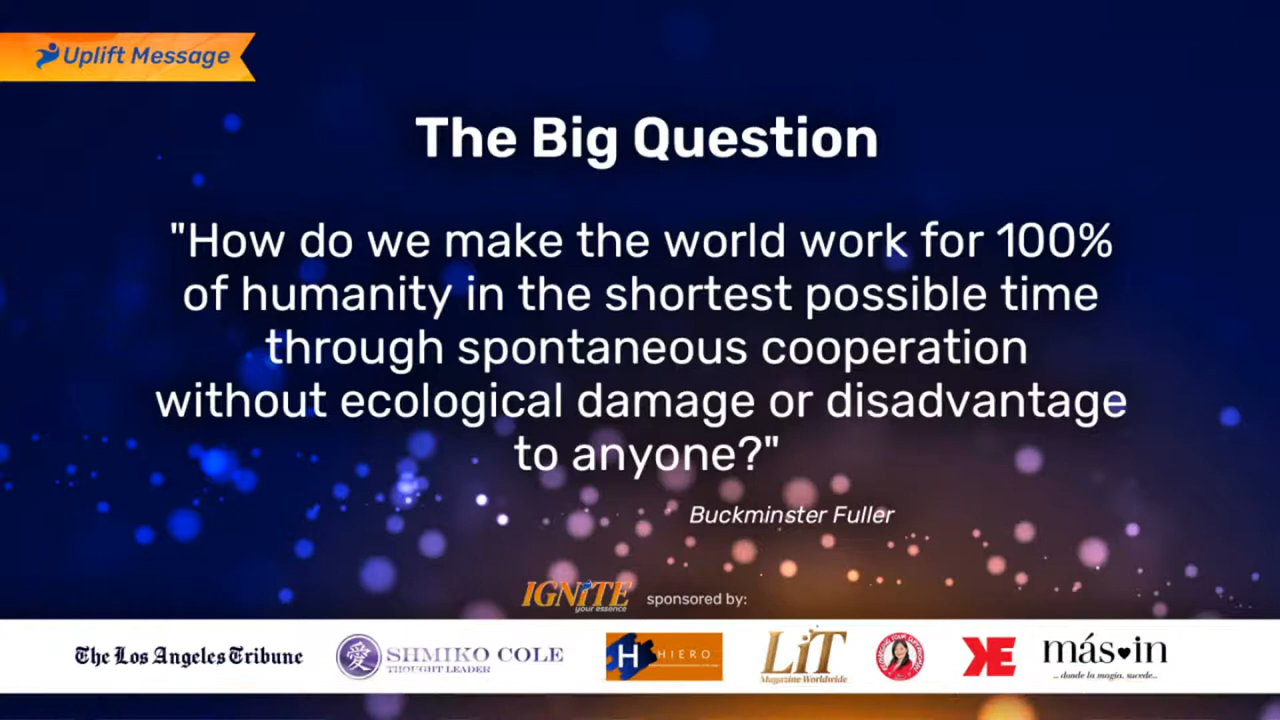 Uplift Message
The Big Question
"How do we make the world work for 100%
of humanity in the shortest possible time
through spontaneous cooperation
without ecological damage or disadvantage
to anyone?"
Buckminster Fuller
IGNiTE
your essence
sponsored by:
The Los Angeles Tribune
愛
SHMIKO COLE
THOUGHT LEADER
H HIERO
LiT
Magazine Worldwide
KE
más in
... donde la magia, sucede...